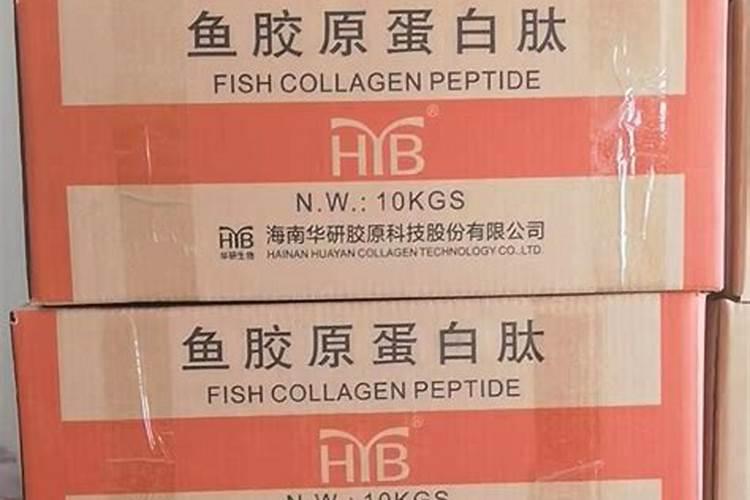 鱼胶原蛋白肽
FISH COLLAGEN PEPTIDE
HYB®
N.W.: 10KGS
HYB 海南华研胶原科技股份有限公司
华研生物 HAINAN HUAYAN COLLAGEN TECHNOLOGY CO.,LTD.
鱼胶原蛋白肽
FISH COLLAGEN PEPTIDE
HYB®
N.W.: 10KGS